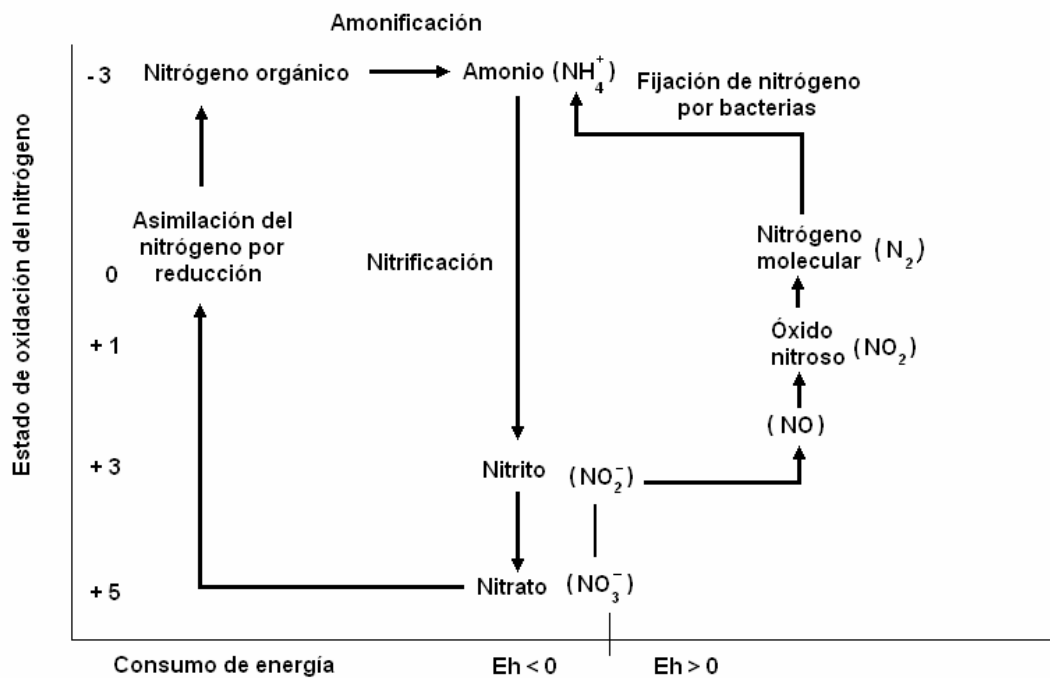 Amonificación
Estado de oxidación del nitrógeno
- 3
Nitrógeno orgánico
Amonio (NH₄⁺)
Fijación de nitrógeno
por bacterias
Asimilación del
nitrógeno por
reducción
0
Nitrificación
Nitrógeno
molecular (N₂)
+ 1
Óxido
nitroso (NO₂)
(NO)
+ 3
Nitrito (NO₂⁻)
+ 5
Nitrato (NO₃⁻)
Consumo de energía
Eh < 0
Eh > 0